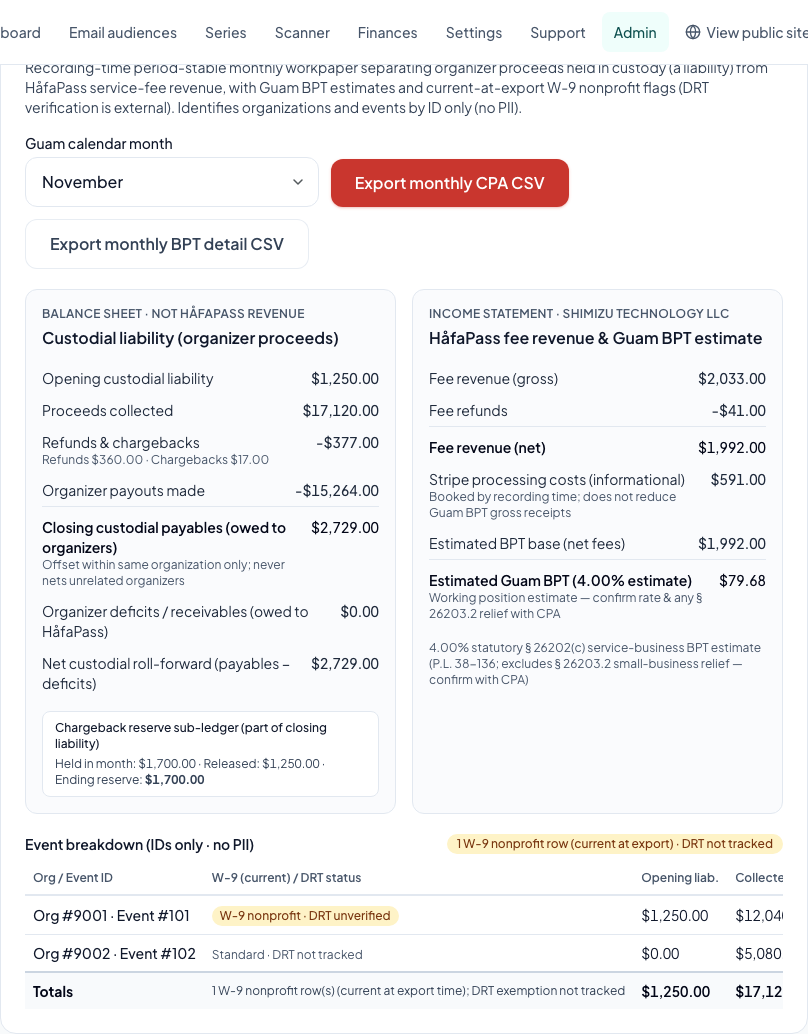 board Email audiences Series Scanner Finances Settings Support Admin View public site
Recording-time period-stable monthly workpaper separating organizer proceeds held in custody (a liability) from
HåfaPass service-fee revenue, with Guam BPT estimates and current-at-export W-9 nonprofit flags (DRT
verification is external). Identifies organizations and events by ID only (no PII).
Guam calendar month
November
Export monthly CPA CSV
Export monthly BPT detail CSV
BALANCE SHEET · NOT HÅFAPASS REVENUE
Custodial liability (organizer proceeds)
Opening custodial liability $1,250.00
Proceeds collected $17,120.00
Refunds & chargebacks -$377.00
Refunds $360.00 · Chargebacks $17.00
Organizer payouts made -$15,264.00
Closing custodial payables (owed to $2,729.00
organizers)
Offset within same organization only; never
nets unrelated organizers
Organizer deficits / receivables (owed to $0.00
HåfaPass)
Net custodial roll-forward (payables − $2,729.00
deficits)
Chargeback reserve sub-ledger (part of closing
liability)
Held in month: $1,700.00 · Released: $1,250.00 ·
Ending reserve: $1,700.00
INCOME STATEMENT · SHIMIZU TECHNOLOGY LLC
HåfaPass fee revenue & Guam BPT estimate
Fee revenue (gross) $2,033.00
Fee refunds -$41.00
Fee revenue (net) $1,992.00
Stripe processing costs (informational) $591.00
Booked by recording time; does not reduce
Guam BPT gross receipts
Estimated BPT base (net fees) $1,992.00
Estimated Guam BPT (4.00% estimate) $79.68
Working position estimate — confirm rate & any §
26203.2 relief with CPA
4.00% statutory § 26202(c) service-business BPT estimate
(P.L. 38-136; excludes § 26203.2 small-business relief —
confirm with CPA)
Event breakdown (IDs only · no PII) 1 W-9 nonprofit row (current at export) · DRT not tracked
Org / Event ID W-9 (current) / DRT status Opening liab. Collecte
Org #9001 · Event #101 W-9 nonprofit · DRT unverified $1,250.00 $12,040
Org #9002 · Event #102 Standard · DRT not tracked $0.00 $5,080
Totals 1 W-9 nonprofit row(s) (current at export time); DRT exemption not tracked $1,250.00 $17,12